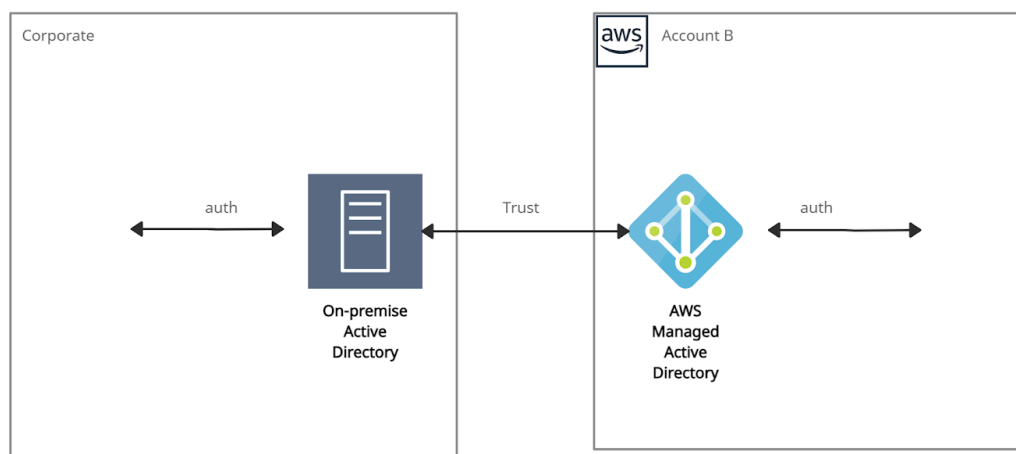 Corporate
aws
Account B
auth
Trust
auth
On-premise
Active
Directory
AWS
Managed
Active
Directory